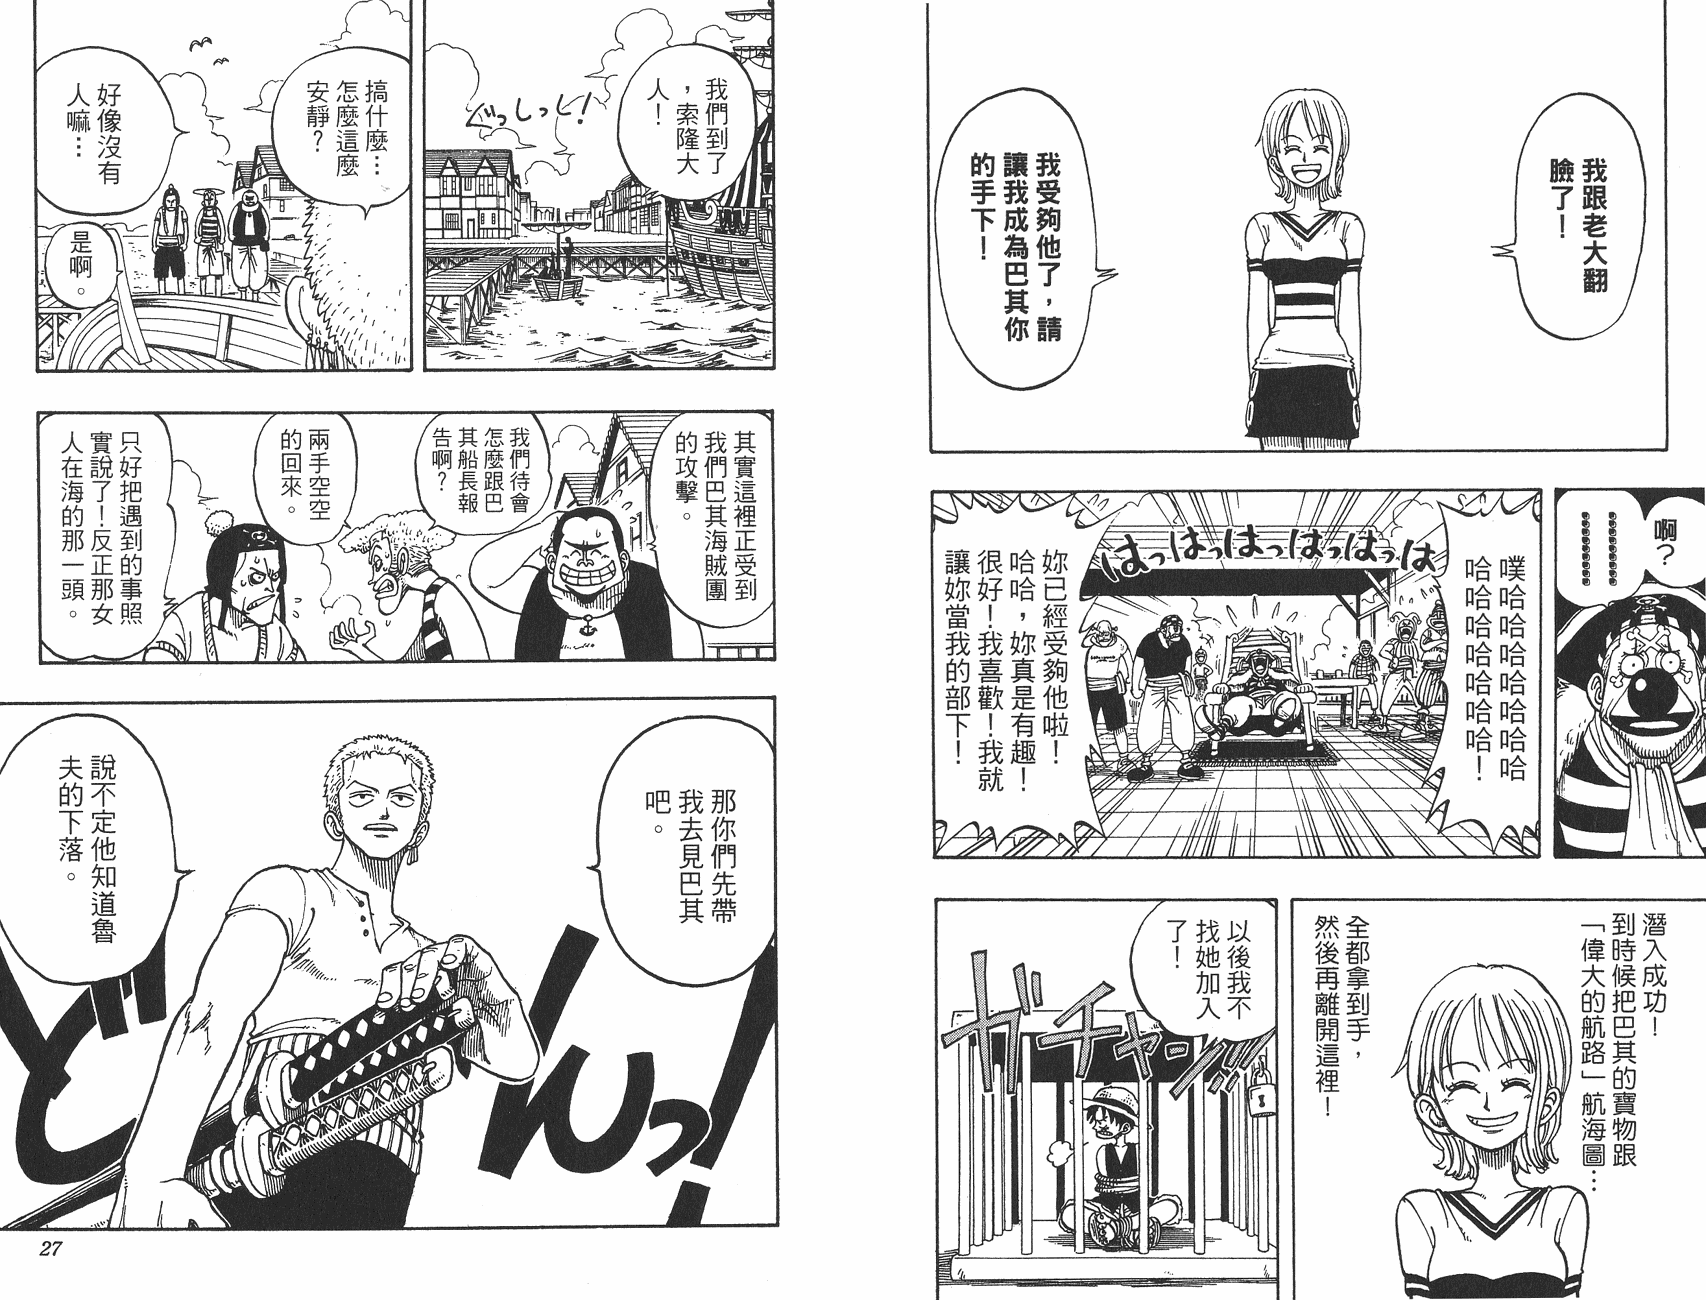 我跟老大翻
臉了！
我受夠他了，請
讓我成為巴其你
的手下！
啊？
噗哈哈哈哈哈哈哈
哈哈哈哈哈哈哈！
はっはっはっはっはっは
妳已經受夠他啦！
哈哈，妳真是有趣！
很好！我喜歡！我就
讓妳當我的部下！
潛入成功！
到時候把巴其的寶物跟
「偉大的航路」航海圖…
全都拿到手，
然後再離開這裡！
以後我不
找她加入
了！
ガチャーン!!!
我們到了
，索隆大
人！
ぐっしっと！
搞什麼…
怎麼這麼
安靜？
好像沒有
人嘛…
是啊。
其實這裡正受到
我們巴其海賊團
的攻擊。
我們待會
怎麼跟巴
其船長報
告啊？
兩手空空
的回來。
只好把遇到的事照
實說了！反正那女
人在海的那一頭。
那你們先帶
我去見巴其
吧。
說不定他知道魯
夫的下落。
どんっ！
27